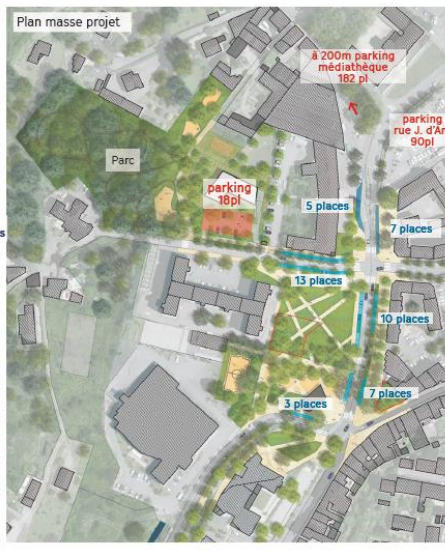 Plan masse projet
à 200m parking
médiathèque
182 pl
parking
rue J. d'Ar
90pl
Parc
parking
18pl
5 places
7 places
s
13 places
10 places
7 places
3 places